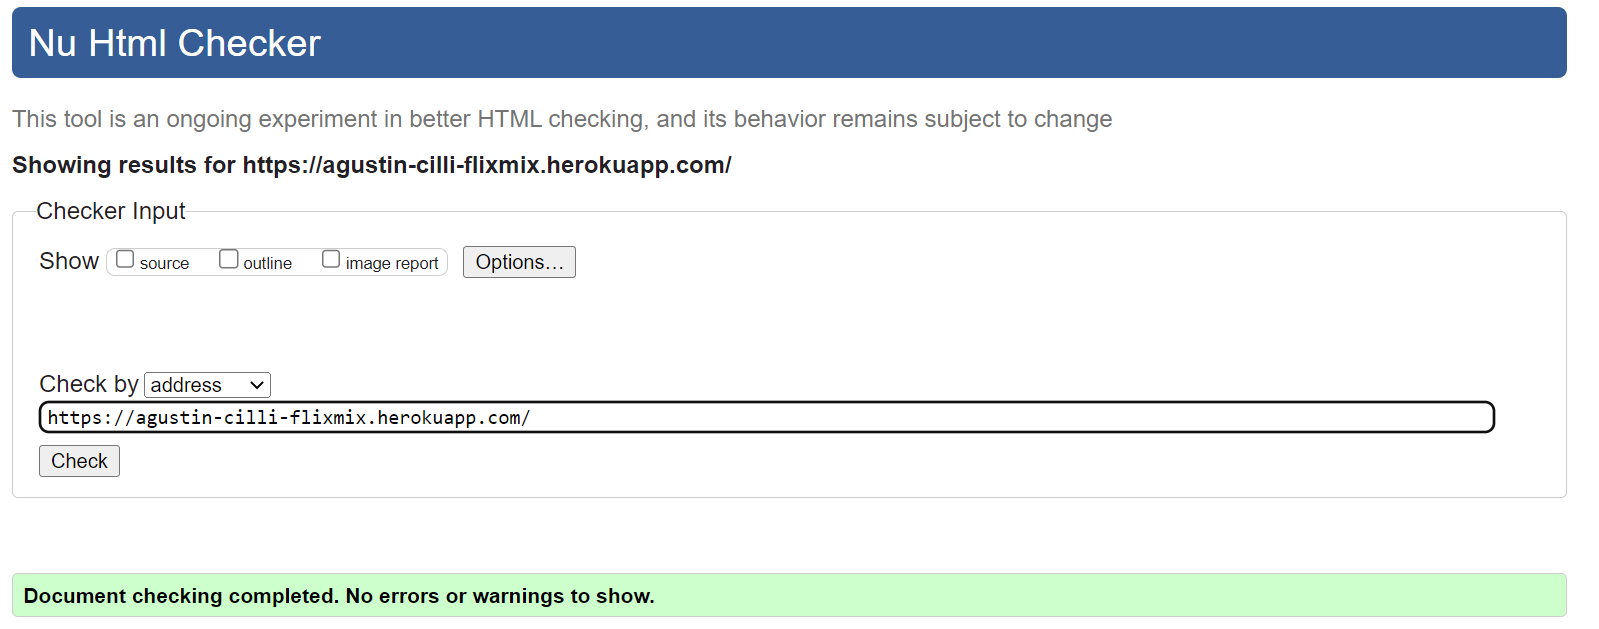 Nu Html Checker
This tool is an ongoing experiment in better HTML checking, and its behavior remains subject to change
Showing results for https://agustin-cilli-flixmix.herokuapp.com/
Checker Input
Show source outline image report Options...
Check by address
https://agustin-cilli-flixmix.herokuapp.com/
Check
Document checking completed. No errors or warnings to show.